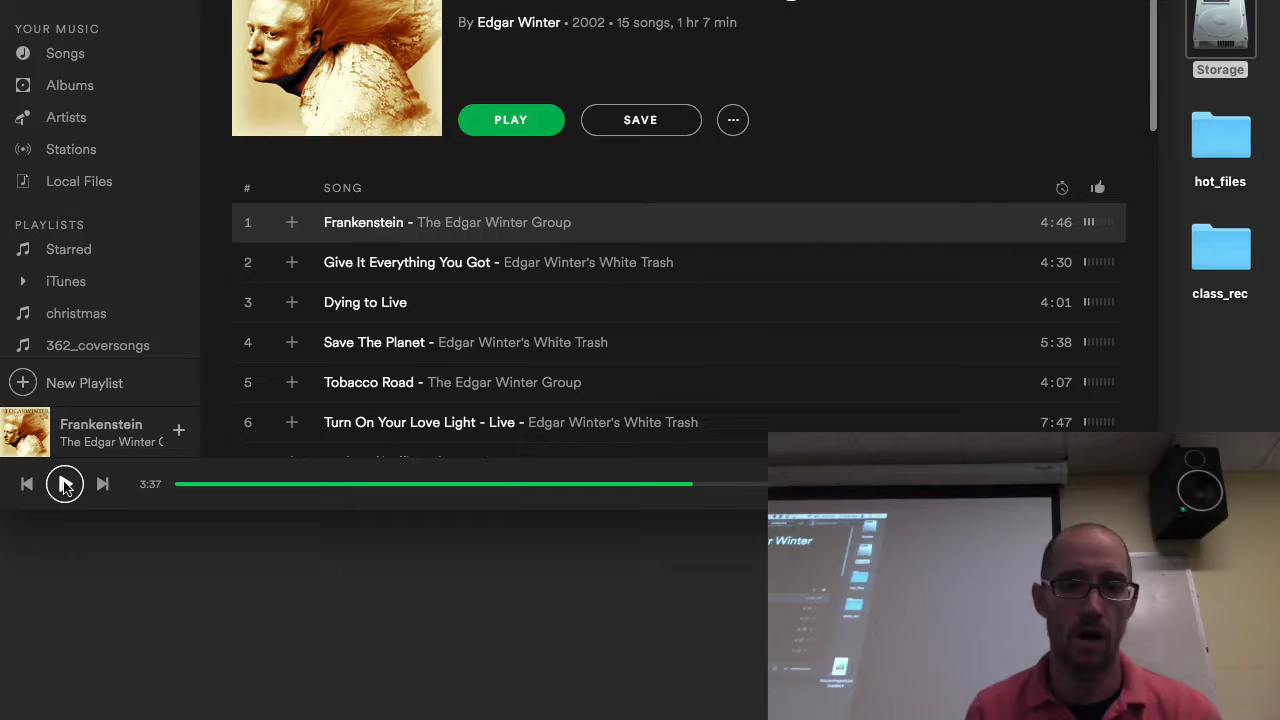 YOUR MUSIC
Songs
Albums
Artists
Stations
Local Files
PLAYLISTS
Starred
iTunes
christmas
362_coversongs
New Playlist
Frankenstein
The Edgar Winter
3:37
By Edgar Winter • 2002 • 15 songs, 1 hr 7 min
PLAY
SAVE
# SONG
1 Frankenstein - The Edgar Winter Group 4:46
2 Give It Everything You Got - Edgar Winter's White Trash 4:30
3 Dying to Live 4:01
4 Save The Planet - Edgar Winter's White Trash 5:38
5 Tobacco Road - The Edgar Winter Group 4:07
6 Turn On Your Love Light - Live - Edgar Winter's White Trash 7:47
Storage
hot_files
class_rec
Winter